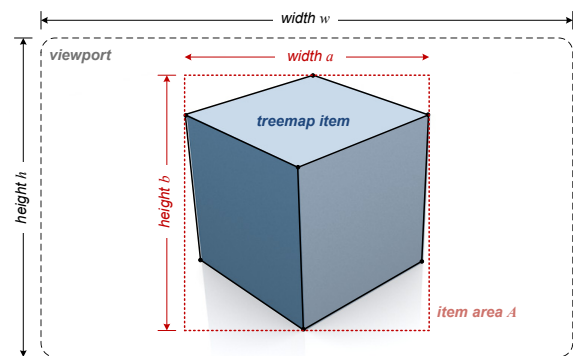 width w
viewport
width a
treemap item
height b
height h
item area A